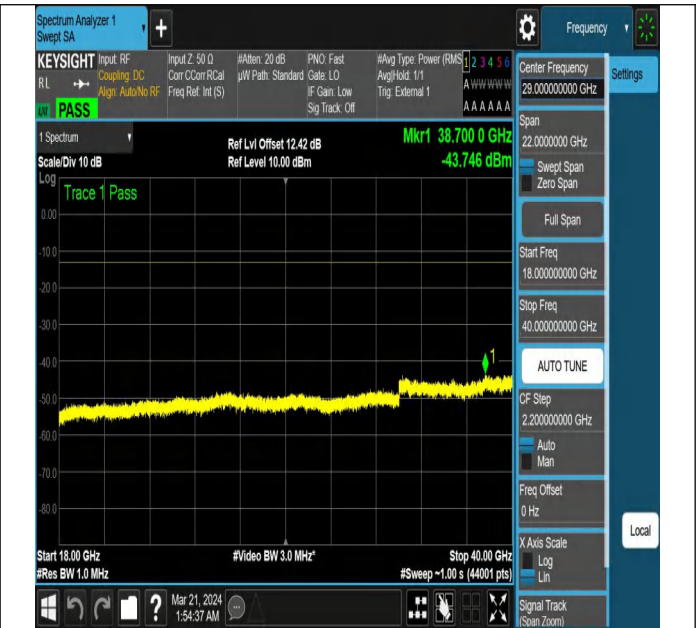 Spectrum Analyzer 1
Swept SA
+
Frequency
KEYSIGHT
RL
PASS
Input: RF
Coupling: DC
Align: Auto/No RF
Input Z: 50 Ω
Corr CCorr RCal
Freq Ref: Int (S)
#Atten: 20 dB
µW Path: Standard
PNO: Fast
Gate: LO
IF Gain: Low
Sig Track: Off
#Avg Type: Power (RMS
Avg|Hold: 1/1
Trig: External 1
1 2 3 4 5 6
A W W W W W
A A A A A A
1 Spectrum
Scale/Div 10 dB
Ref Lvl Offset 12.42 dB
Ref Level 10.00 dBm
Mkr1 38.700 0 GHz
-43.746 dBm
Log
Trace 1 Pass
0.00
-10.0
-20.0
-30.0
-40.0
-50.0
-60.0
-70.0
-80.0
1
Start 18.00 GHz
#Res BW 1.0 MHz
#Video BW 3.0 MHz*
Stop 40.00 GHz
#Sweep ~1.00 s (44001 pts)
?
Mar 21, 2024
1:54:37 AM
Center Frequency
29.000000000 GHz
Span
22.0000000 GHz
Swept Span
Zero Span
Full Span
Start Freq
18.000000000 GHz
Stop Freq
40.000000000 GHz
AUTO TUNE
CF Step
2.200000000 GHz
Auto
Man
Freq Offset
0 Hz
X Axis Scale
Log
Lin
Signal Track
(Span Zoom)
Settings
Local